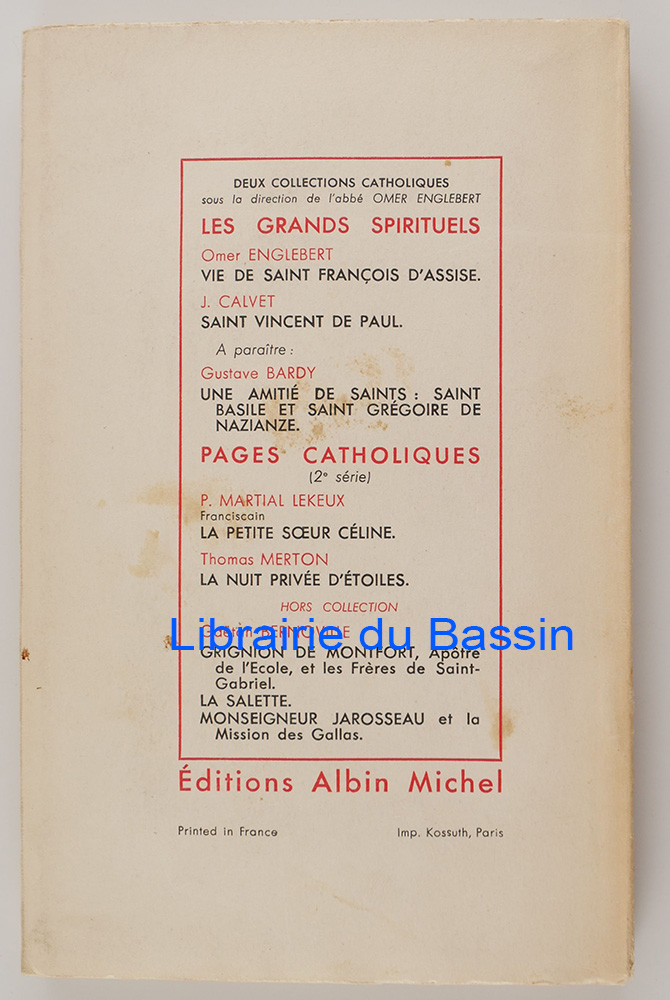 DEUX COLLECTIONS CATHOLIQUES
sous la direction de l'abbé OMER ENGLEBERT
LES GRANDS SPIRITUELS
Omer ENGLEBERT
VIE DE SAINT FRANÇOIS D'ASSISE.
J. CALVET
SAINT VINCENT DE PAUL.
A paraître :
Gustave BARDY
UNE AMITIÉ DE SAINTS : SAINT
BASILE ET SAINT GRÉGOIRE DE
NAZIANZE.
PAGES CATHOLIQUES
(2e série)
P. MARTIAL LEKEUX
Franciscain
LA PETITE SŒUR CÉLINE.
Thomas MERTON
LA NUIT PRIVÉE D'ÉTOILES.
HORS COLLECTION
Gaëtan BERNOVILLE
Librairie du Bassin
GRIGNION DE MONTFORT, Apôtre
de l'Ecole, et les Frères de Saint-
Gabriel.
LA SALETTE.
MONSEIGNEUR JAROSSEAU et la
Mission des Gallas.
Éditions Albin Michel
Printed in France
Imp. Kossuth, Paris